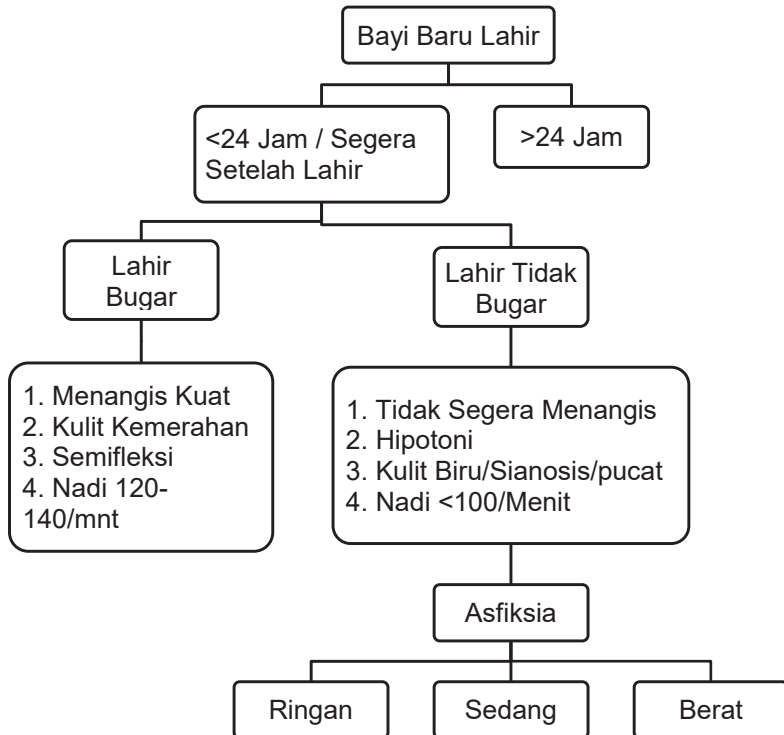 Bayi Baru Lahir
<24 Jam / Segera
Setelah Lahir
>24 Jam
Lahir
Bugar
Lahir Tidak
Bugar
1. Menangis Kuat
2. Kulit Kemerahan
3. Semifleksi
4. Nadi 120-
140/mnt
1. Tidak Segera Menangis
2. Hipotoni
3. Kulit Biru/Sianosis/pucat
4. Nadi <100/Menit
Asfiksia
Ringan
Sedang
Berat